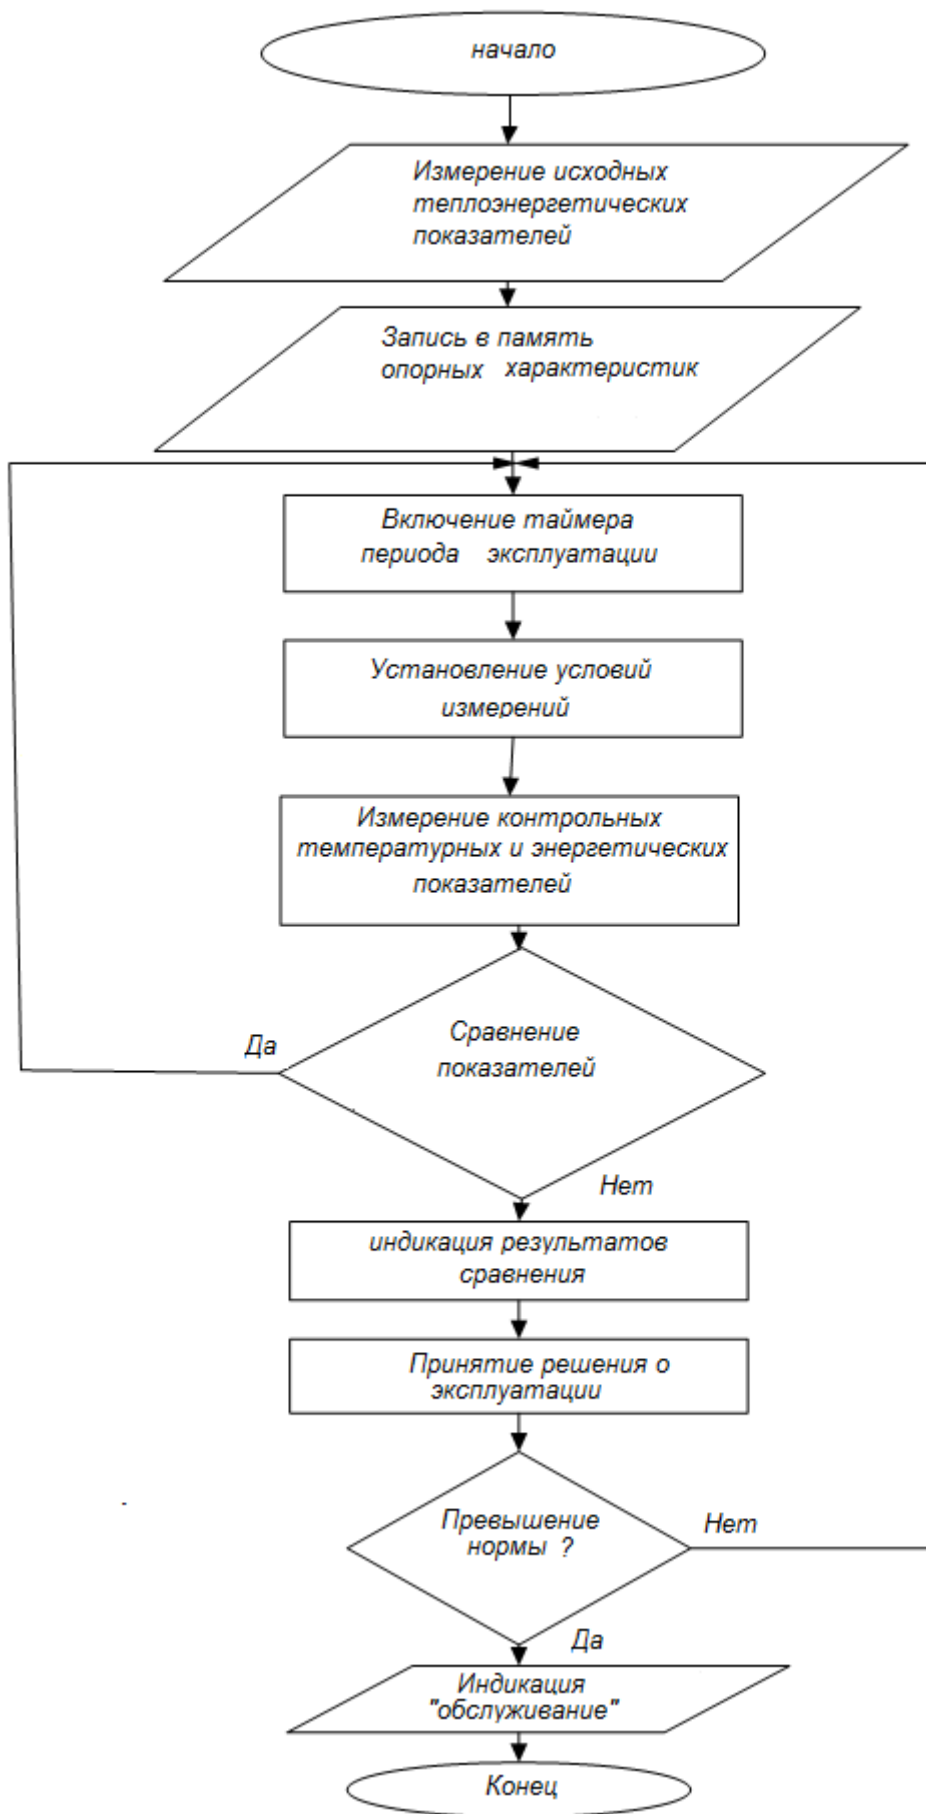 начало
Измерение исходных
теплоэнергетических
показателей
Запись в память
опорных характеристик
Включение таймера
периода эксплуатации
Установление условий
измерений
Измерение контрольных
температурных и энергетических
показателей
Сравнение
показателей
Да
Нет
индикация результатов
сравнения
Принятие решения о
эксплуатации
Превышение
нормы ?
Нет
Да
Индикация
"обслуживание"
Конец